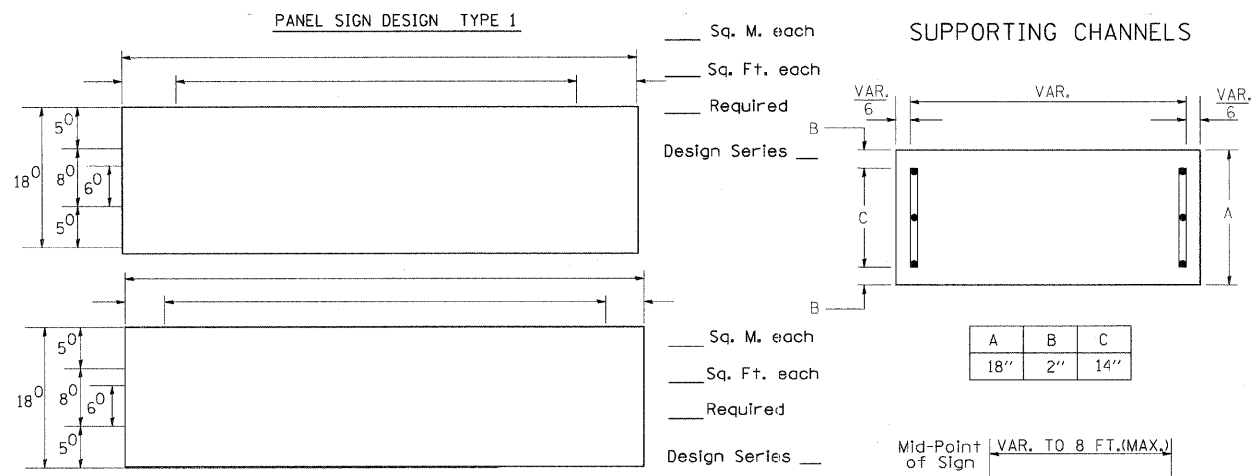 PANEL SIGN DESIGN TYPE 1
___ Sq. M. each
___ Sq. Ft. each
___ Required
Design Series ___
18⁰
5⁰
8⁰
6⁰
5⁰
___ Sq. M. each
___ Sq. Ft. each
___ Required
Design Series ___
18⁰
5⁰
8⁰
6⁰
5⁰
SUPPORTING CHANNELS
VAR.
6
VAR.
VAR.
6
B
C
A
B
A B C
18" 2" 14"
Mid-Point
of Sign
VAR. TO 8 FT.(MAX.)